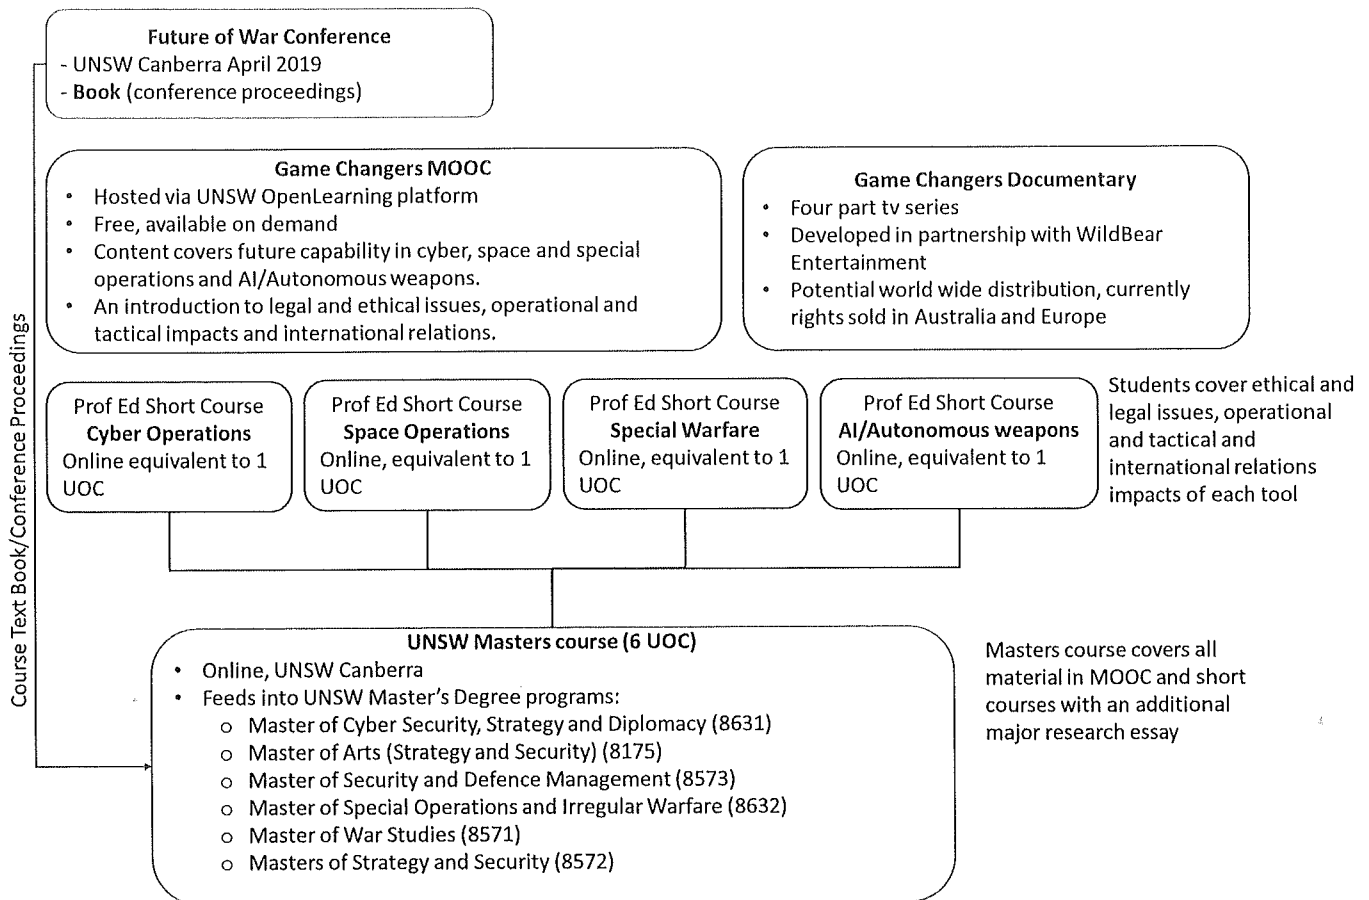 Future of War Conference
- UNSW Canberra April 2019
- Book (conference proceedings)
Game Changers MOOC
• Hosted via UNSW OpenLearning platform
• Free, available on demand
• Content covers future capability in cyber, space and special
operations and AI/Autonomous weapons.
• An introduction to legal and ethical issues, operational and
tactical impacts and international relations.
Game Changers Documentary
• Four part tv series
• Developed in partnership with WildBear
Entertainment
• Potential world wide distribution, currently
rights sold in Australia and Europe
Course Text Book/Conference Proceedings
Prof Ed Short Course
Cyber Operations
Online equivalent to 1
UOC
Prof Ed Short Course
Space Operations
Online, equivalent to 1
UOC
Prof Ed Short Course
Special Warfare
Online, equivalent to 1
UOC
Prof Ed Short Course
AI/Autonomous weapons
Online, equivalent to 1
UOC
Students cover ethical and
legal issues, operational
and tactical and
international relations
impacts of each tool
UNSW Masters course (6 UOC)
• Online, UNSW Canberra
• Feeds into UNSW Master's Degree programs:
o Master of Cyber Security, Strategy and Diplomacy (8631)
o Master of Arts (Strategy and Security) (8175)
o Master of Security and Defence Management (8573)
o Master of Special Operations and Irregular Warfare (8632)
o Master of War Studies (8571)
o Masters of Strategy and Security (8572)
Masters course covers all
material in MOOC and short
courses with an additional
major research essay